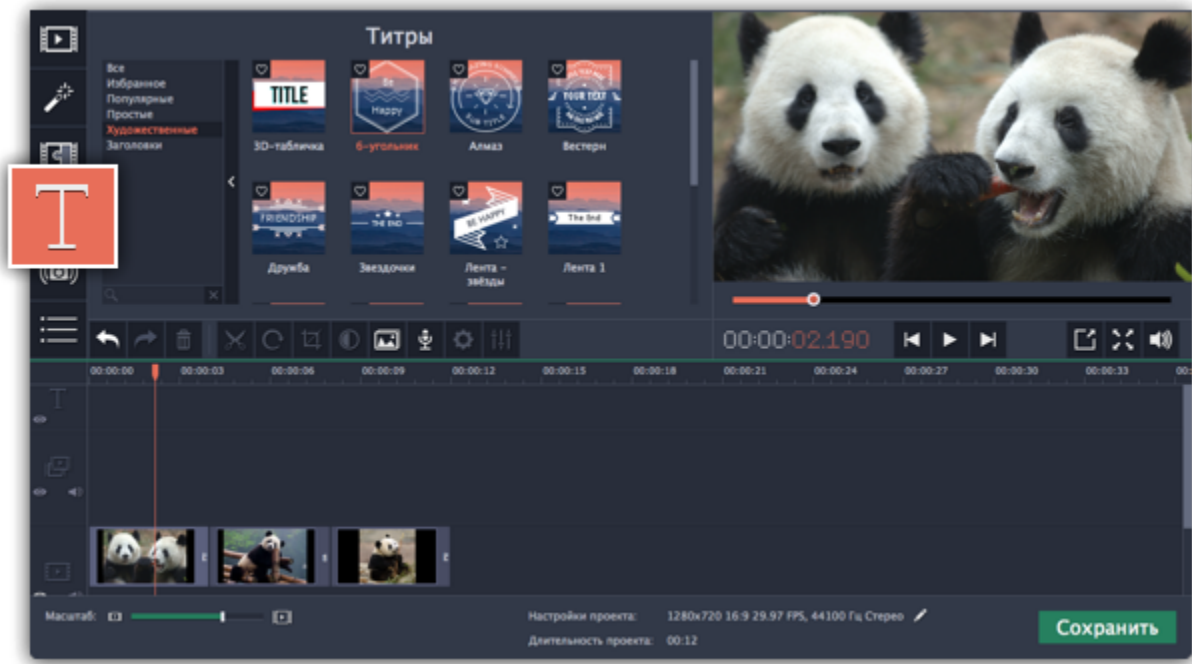 Титры
Все
Избранное
Популярные
Простые
Художественные
Заголовки
TITLE
Be
Happy
SUB TITLE
YOUR TEXT
3D-табличка
6-угольник
Алмаз
Вестерн
FRIENDSHIP
THE END
BE HAPPY
The End
Дружба
Звездочки
Лента –
звёзды
Лента 1
T
00:00:02.190
00:00:00
00:00:03
00:00:06
00:00:09
00:00:12
00:00:15
00:00:18
00:00:21
00:00:24
00:00:27
00:00:30
00:00:33
00:
T
Масштаб:
Настройки проекта: 1280x720 16:9 29.97 FPS, 44100 Гц Стерео
Длительность проекта: 00:12
Сохранить